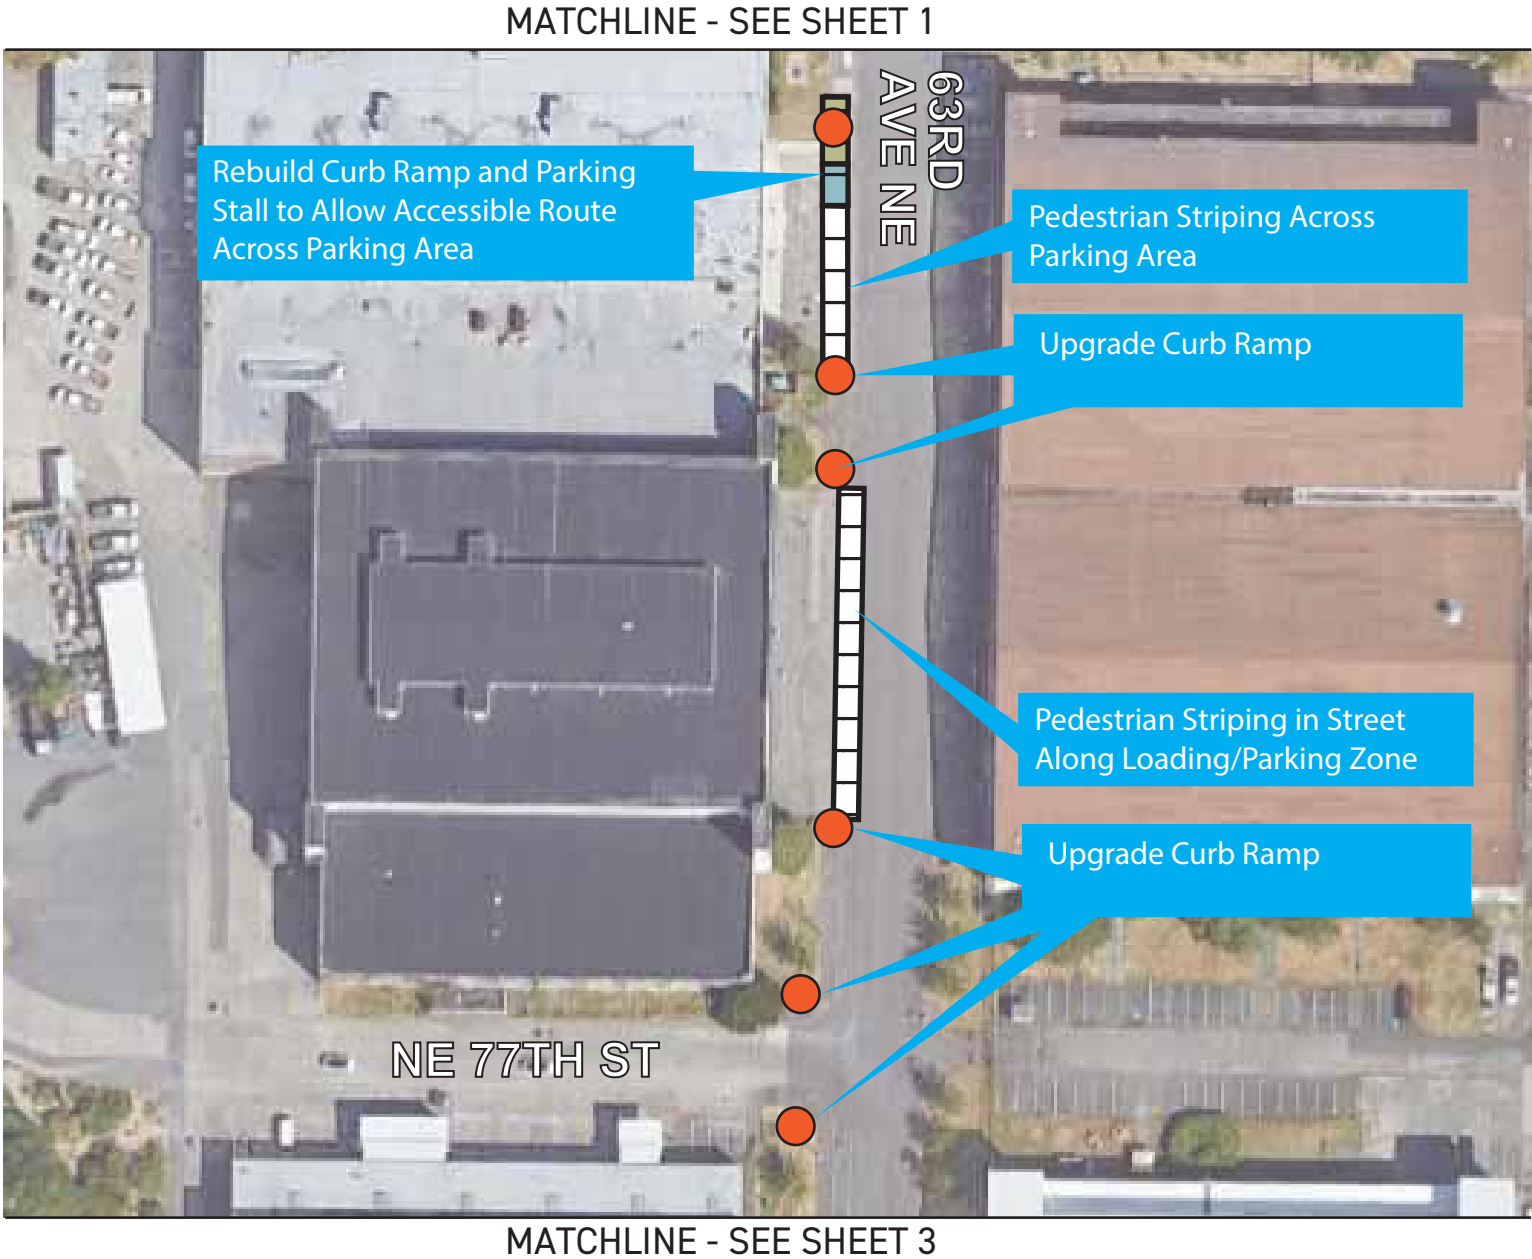 MATCHLINE - SEE SHEET 1
63RD
AVE NE
Rebuild Curb Ramp and Parking
Stall to Allow Accessible Route
Across Parking Area
Pedestrian Striping Across
Parking Area
Upgrade Curb Ramp
Pedestrian Striping in Street
Along Loading/Parking Zone
Upgrade Curb Ramp
NE 77TH ST
MATCHLINE - SEE SHEET 3